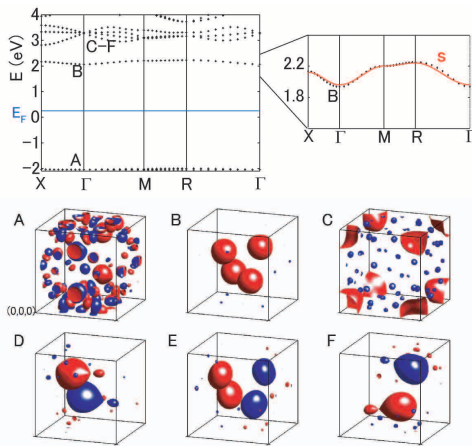 4
3
2
1
0
−1
−2
E (eV)
E_F
C–F
B
A
X Γ M R Γ
2.2
1.8
S
B
X Γ M R Γ
A B C
(0,0,0)
D E F